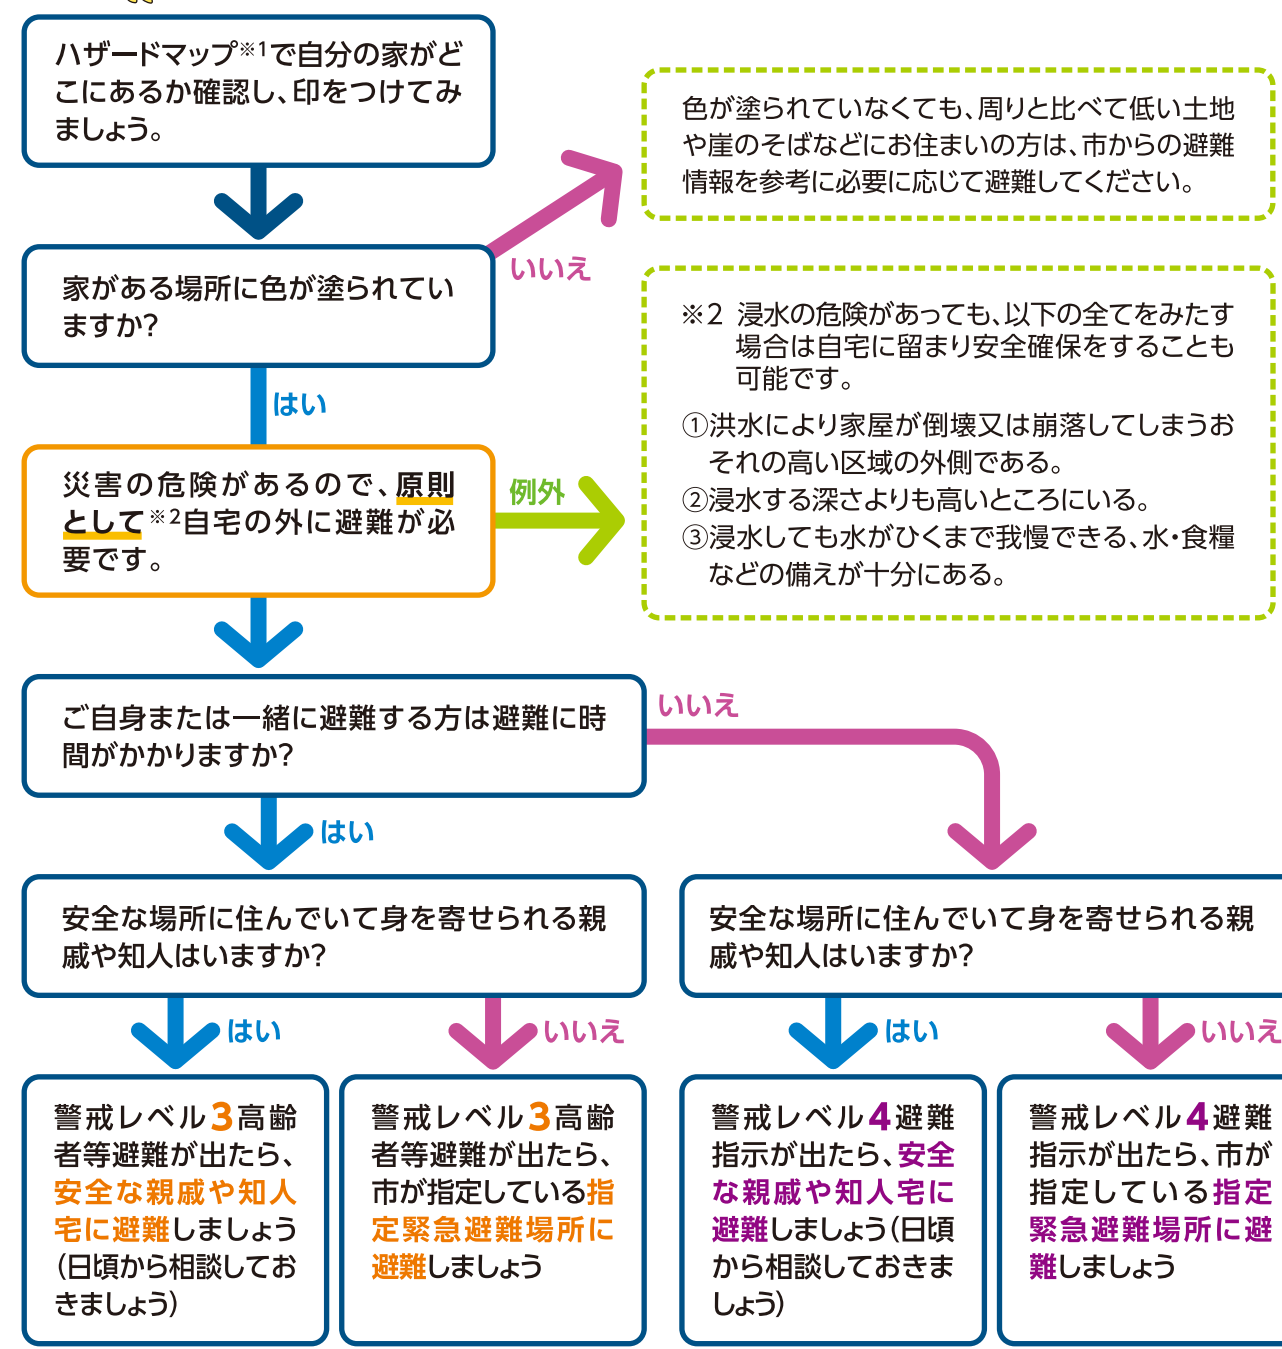 ハザードマップ※1で自分の家がど
こにあるか確認し、印をつけてみ
ましょう。
色が塗られていなくても、周りと比べて低い土地
や崖のそばなどにお住まいの方は、市からの避難
情報を参考に必要に応じて避難してください。
いいえ
家がある場所に色が塗られてい
ますか?
はい
※2 浸水の危険があっても、以下の全てをみたす
場合は自宅に留まり安全確保をすることも
可能です。
①洪水により家屋が倒壊又は崩落してしまうお
それの高い区域の外側である。
②浸水する深さよりも高いところにいる。
③浸水しても水がひくまで我慢できる、水・食糧
などの備えが十分にある。
災害の危険があるので、原則
として※2自宅の外に避難が必
要です。
例外
ご自身または一緒に避難する方は避難に時
間がかかりますか?
いいえ
はい
安全な場所に住んでいて身を寄せられる親
戚や知人はいますか?
安全な場所に住んでいて身を寄せられる親
戚や知人はいますか?
はい
いいえ
はい
いいえ
警戒レベル3高齢
者等避難が出たら、
安全な親戚や知人
宅に避難しましょう
(日頃から相談してお
きましょう)
警戒レベル3高齢
者等避難が出たら、
市が指定している指
定緊急避難場所に
避難しましょう
警戒レベル4避難
指示が出たら、安全
な親戚や知人宅に
避難しましょう(日頃
から相談しておきま
しょう)
警戒レベル4避難
指示が出たら、市が
指定している指定
緊急避難場所に避
難しましょう